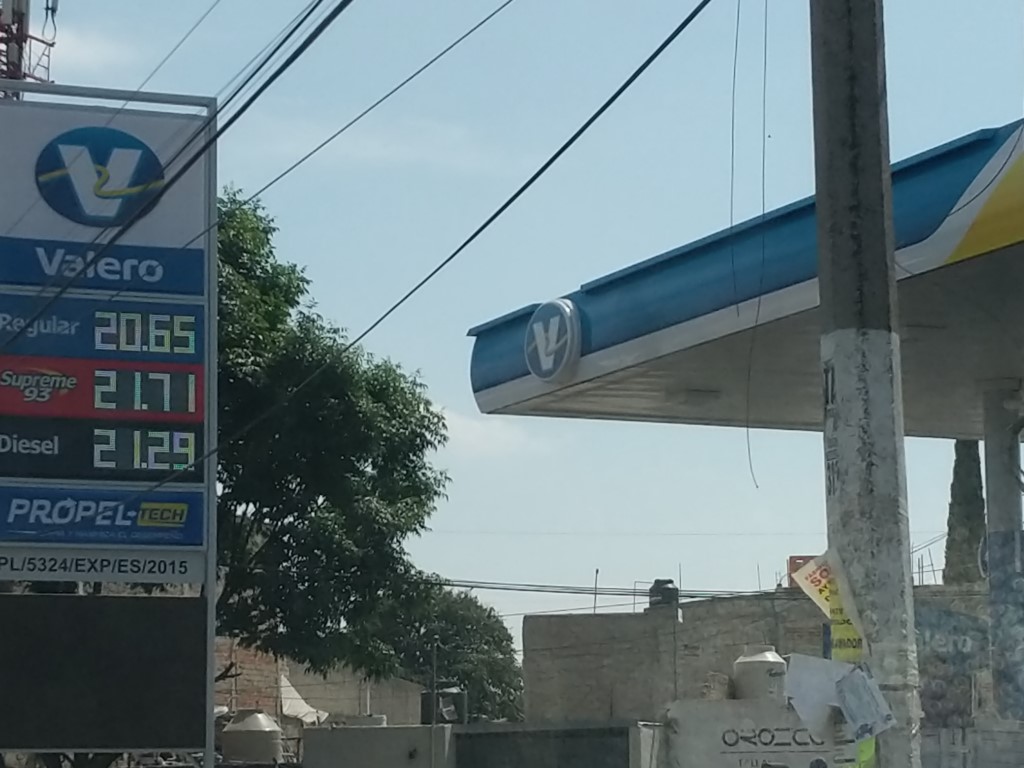 V
Valero
Regular 20.65
Supreme
93 21.71
Diesel 21.29
PROPEL-TECH
PL/5324/EXP/ES/2015
V
OROZCO